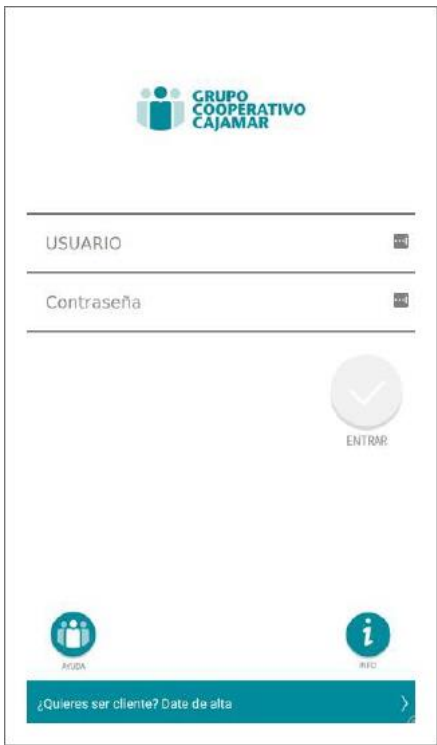 GRUPO
COOPERATIVO
CAJAMAR
USUARIO
Contraseña
ENTRAR
AYUDA
INFO
¿Quieres ser cliente? Date de alta